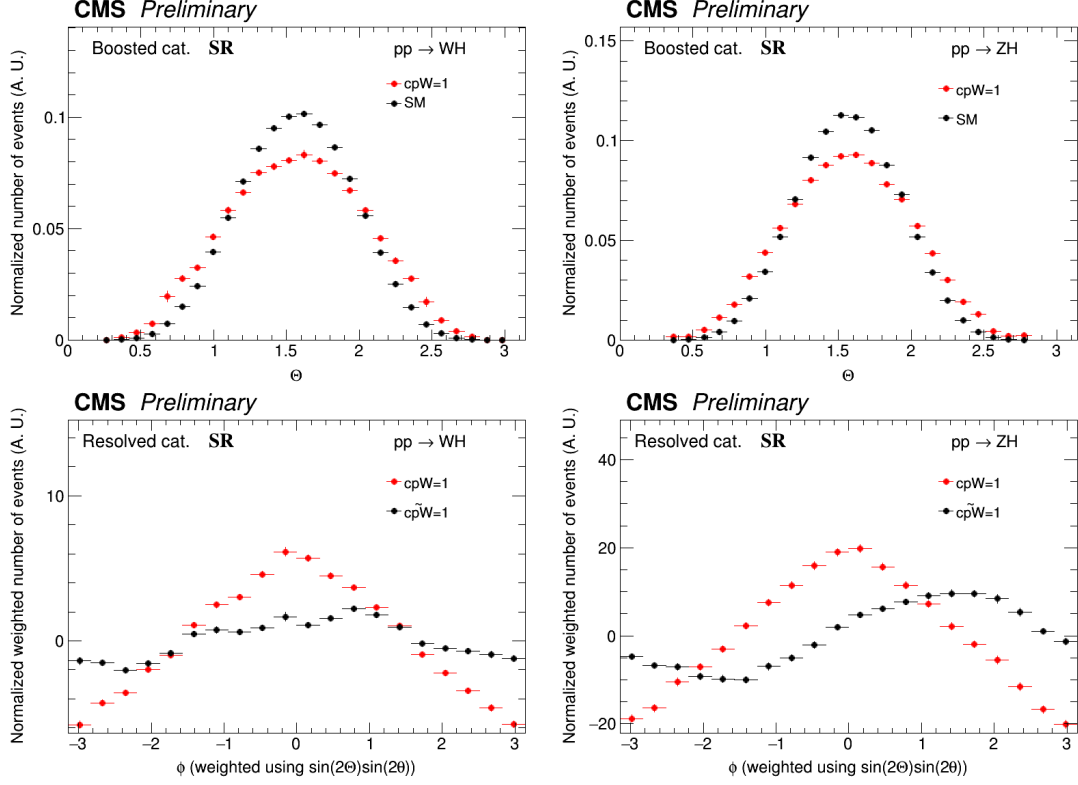 CMS Preliminary
Normalized number of events (A. U.)
Boosted cat. SR pp → WH
cpW=1
SM
0.1
0.05
0
0 0.5 1 1.5 2 2.5 3
Θ
CMS Preliminary
Normalized number of events (A. U.)
Boosted cat. SR pp → ZH
cpW=1
SM
0.15
0.1
0.05
0
0 0.5 1 1.5 2 2.5 3
Θ
CMS Preliminary
Normalized weighted number of events (A. U.)
Resolved cat. SR pp → WH
cpW=1
cpW̃=1
10
0
−3 −2 −1 0 1 2 3
ϕ (weighted using sin(2Θ)sin(2θ))
CMS Preliminary
Normalized weighted number of events (A. U.)
Resolved cat. SR pp → ZH
cpW=1
cpW̃=1
40
20
0
−20
−3 −2 −1 0 1 2 3
ϕ (weighted using sin(2Θ)sin(2θ))